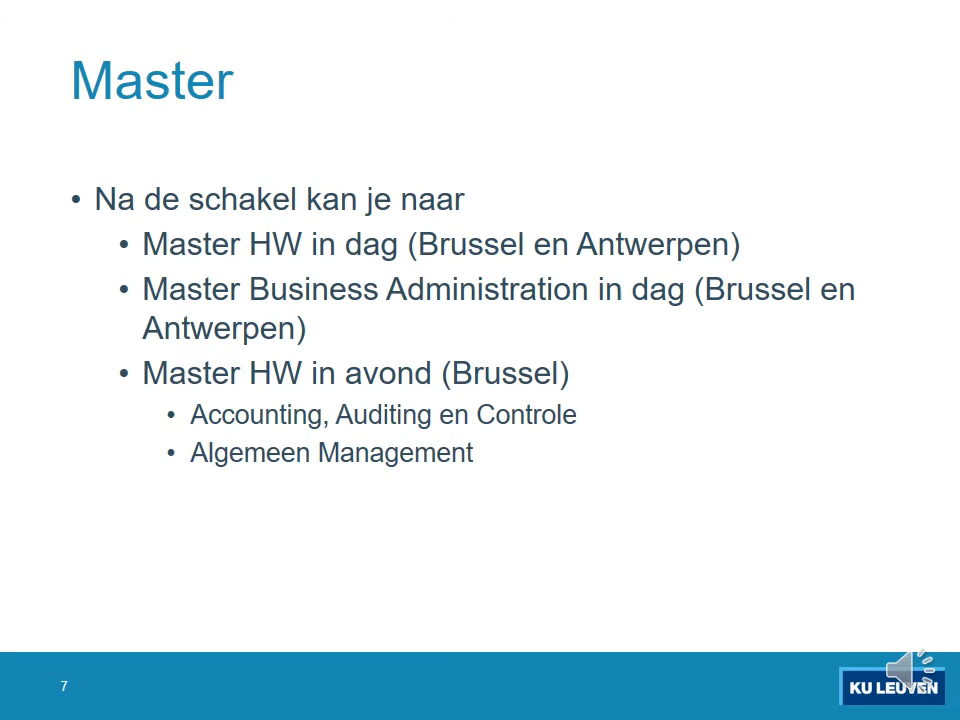 Master
• Na de schakel kan je naar
• Master HW in dag (Brussel en Antwerpen)
• Master Business Administration in dag (Brussel en
Antwerpen)
• Master HW in avond (Brussel)
• Accounting, Auditing en Controle
• Algemeen Management
7
KU LEUVEN